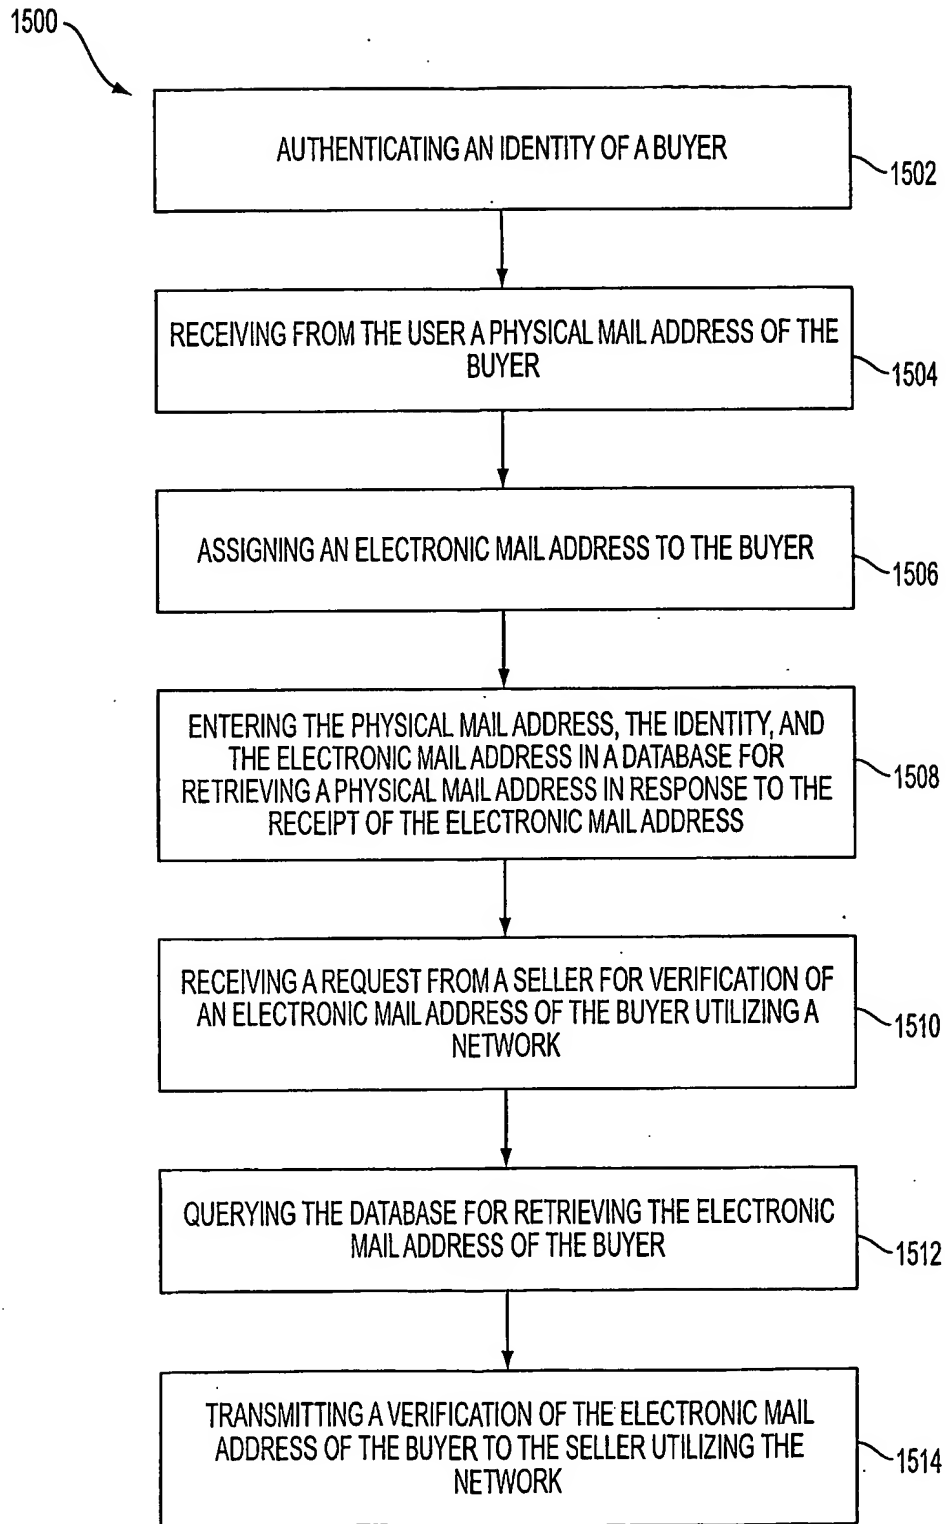 1500
AUTHENTICATING AN IDENTITY OF A BUYER
1502
RECEIVING FROM THE USER A PHYSICAL MAIL ADDRESS OF THE
BUYER
1504
ASSIGNING AN ELECTRONIC MAIL ADDRESS TO THE BUYER
1506
ENTERING THE PHYSICAL MAIL ADDRESS, THE IDENTITY, AND
THE ELECTRONIC MAIL ADDRESS IN A DATABASE FOR
RETRIEVING A PHYSICAL MAIL ADDRESS IN RESPONSE TO THE
RECEIPT OF THE ELECTRONIC MAIL ADDRESS
1508
RECEIVING A REQUEST FROM A SELLER FOR VERIFICATION OF
AN ELECTRONIC MAIL ADDRESS OF THE BUYER UTILIZING A
NETWORK
1510
QUERYING THE DATABASE FOR RETRIEVING THE ELECTRONIC
MAIL ADDRESS OF THE BUYER
1512
TRANSMITTING A VERIFICATION OF THE ELECTRONIC MAIL
ADDRESS OF THE BUYER TO THE SELLER UTILIZING THE
NETWORK
1514